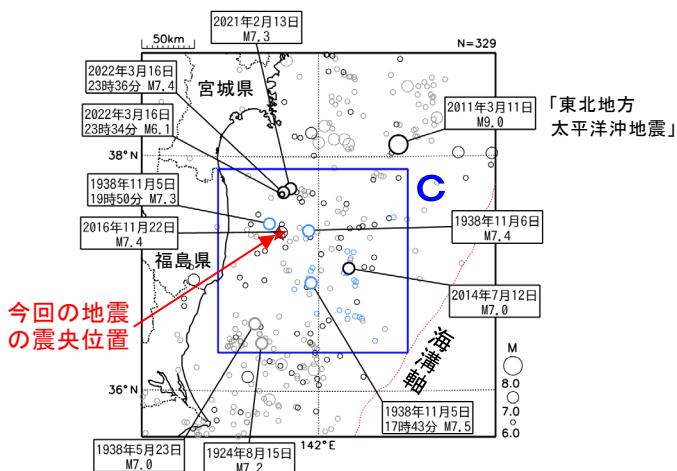 2021年2月13日
M7.3
50km
N=329
2022年3月16日
23時36分 M7.4
宮城県
2022年3月16日
23時34分 M6.1
2011年3月11日
M9.0
「東北地方
太平洋沖地震」
38°N
1938年11月5日
19時50分 M7.3
C
2016年11月22日
M7.4
1938年11月6日
M7.4
福島県
2014年7月12日
M7.0
今回の地震
の震央位置
海溝軸
M
8.0
7.0
6.0
36°N
1938年11月5日
17時43分 M7.5
142°E
1938年5月23日
M7.0
1924年8月15日
M7.2